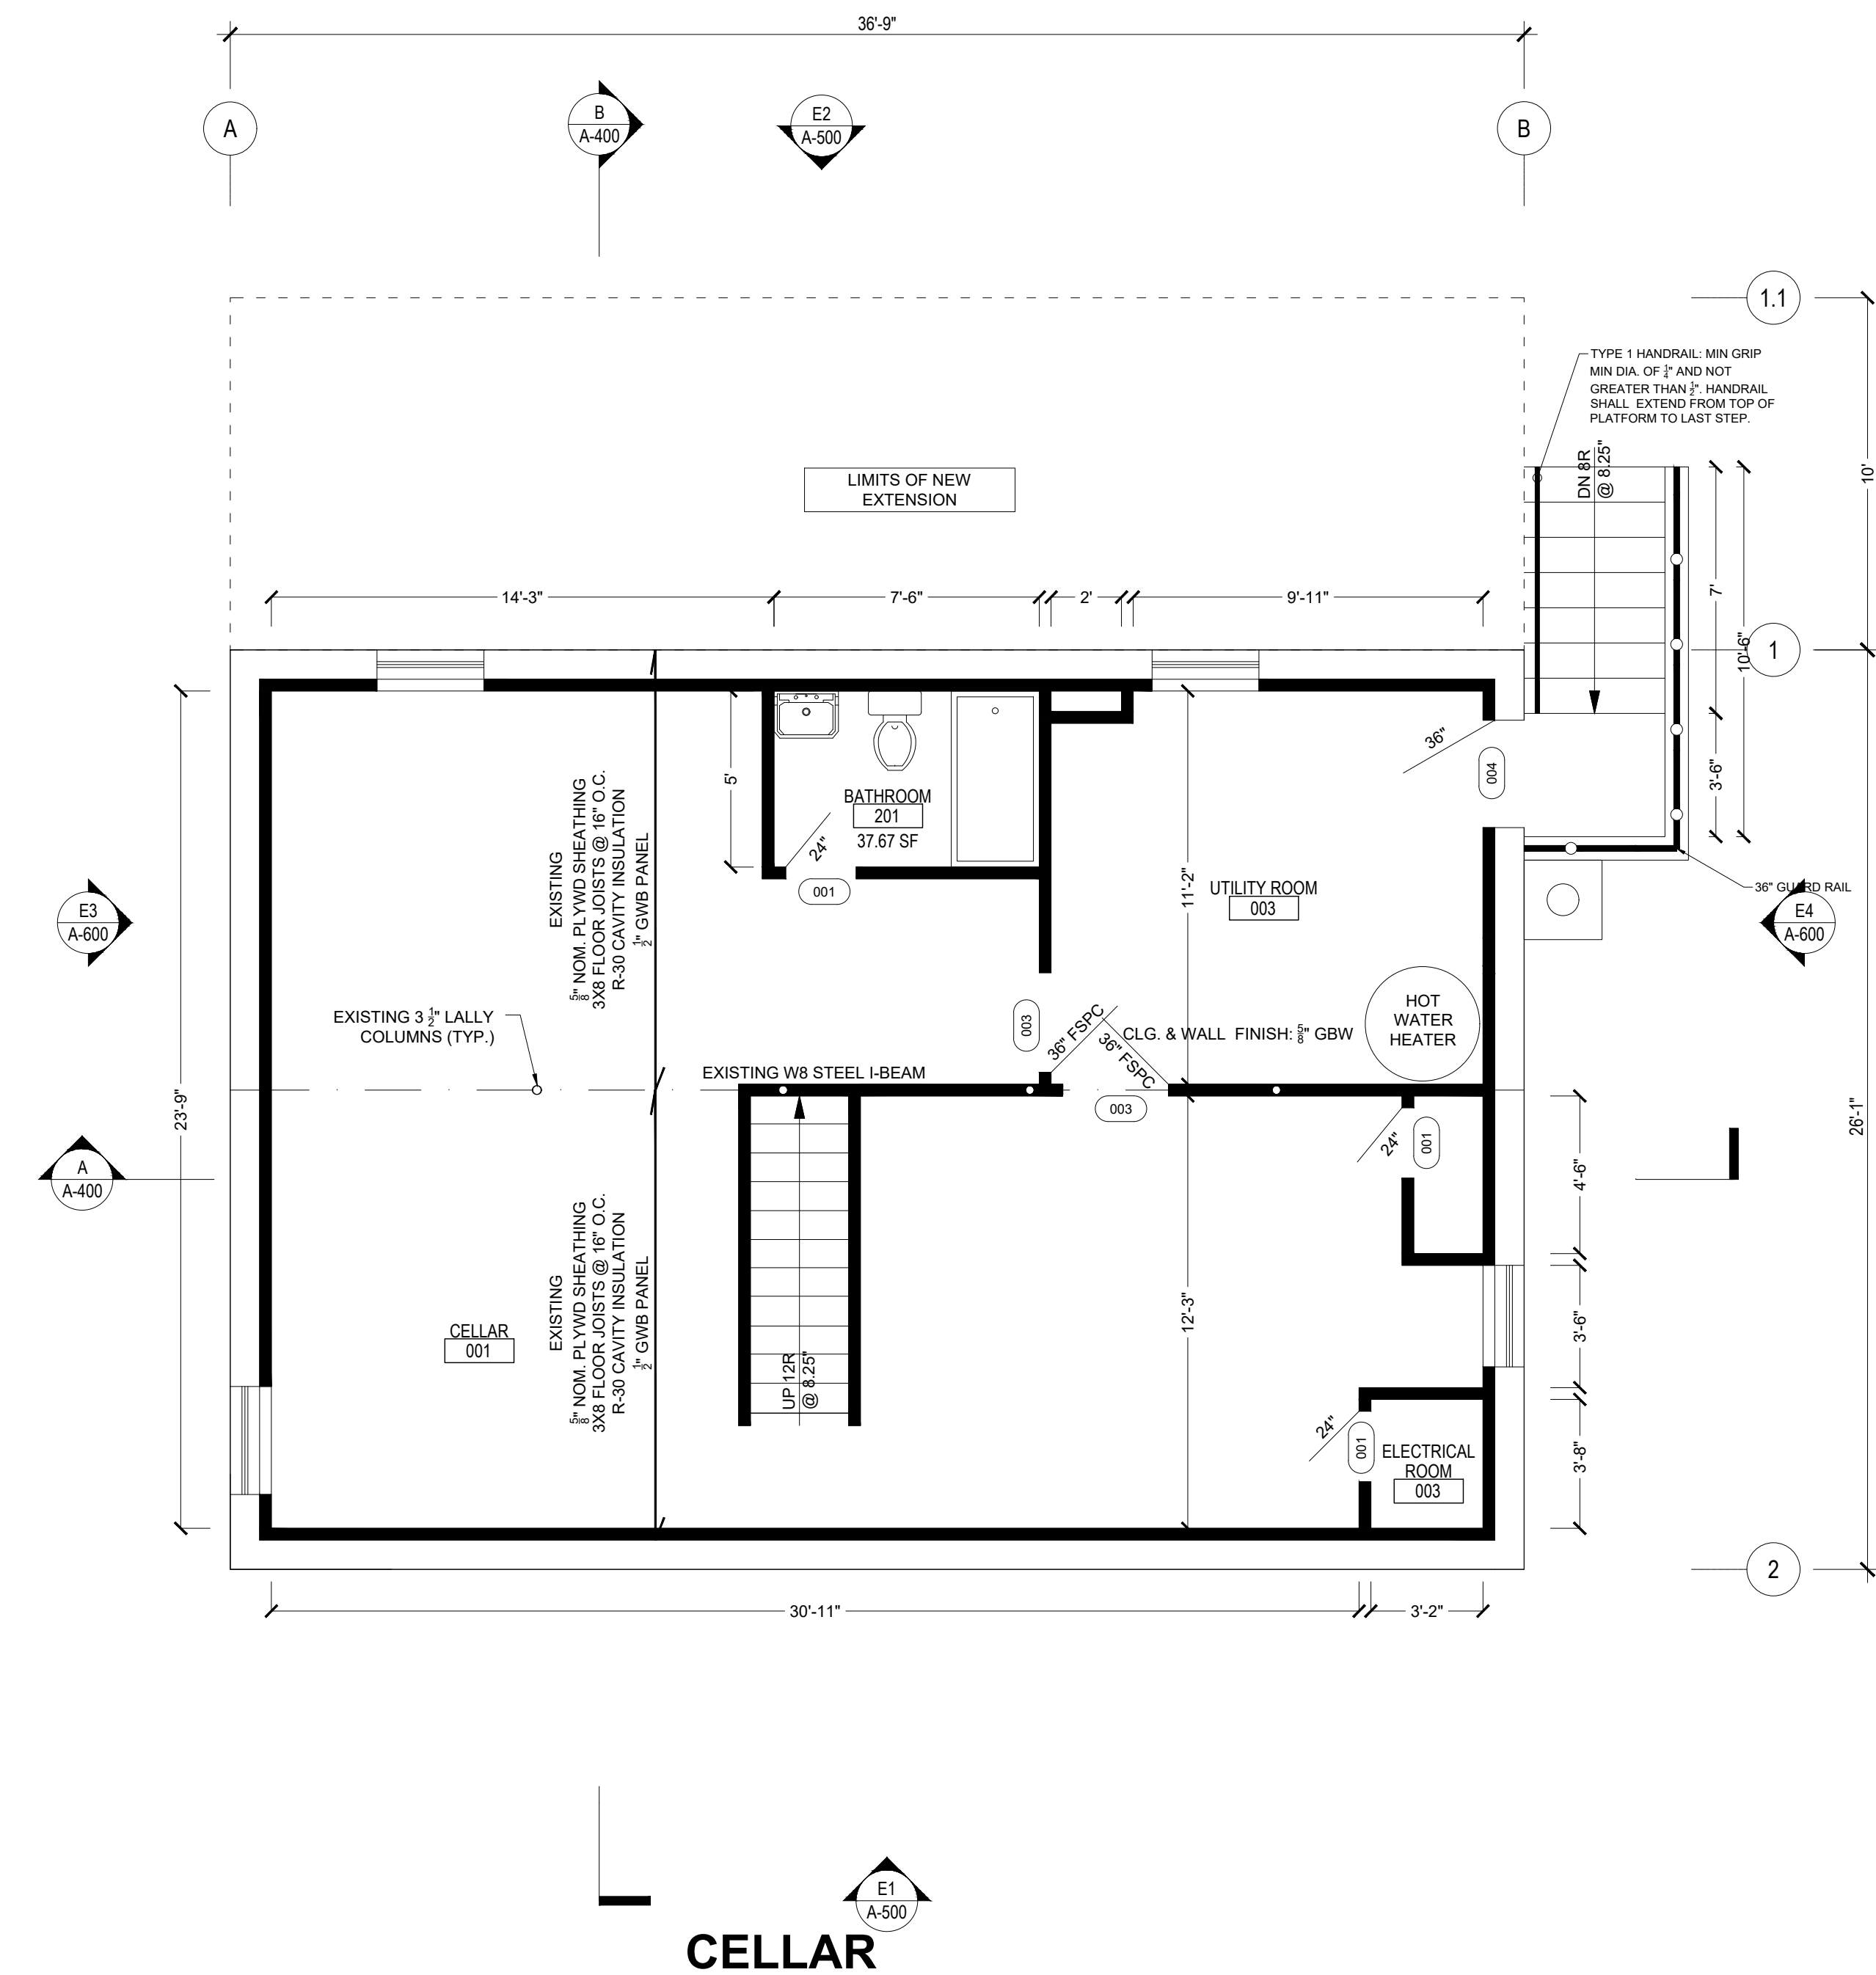 36'-9"
A
B
A-400
E2
A-500
B
1.1
TYPE 1 HANDRAIL: MIN GRIP
MIN DIA. OF 1/4" AND NOT
GREATER THAN 1/2". HANDRAIL
SHALL EXTEND FROM TOP OF
PLATFORM TO LAST STEP.
DN 8R
@ 8.25"
10'
LIMITS OF NEW
EXTENSION
14'-3"
7'-6"
2'
9'-11"
7'
10'-6"
1
36"
004
3'-6"
5'
BATHROOM
201
37.67 SF
24"
001
EXISTING
5/8" NOM. PLYWD SHEATHING
3X8 FLOOR JOISTS @ 16" O.C.
R-30 CAVITY INSULATION
1/2" GWB PANEL
11'-2"
UTILITY ROOM
003
36" GUARD RAIL
E3
A-600
E4
A-600
EXISTING 3 1/2" LALLY
COLUMNS (TYP.)
003
36" FSPC
36" FSPC
CLG. & WALL FINISH: 5/8" GBW
HOT
WATER
HEATER
EXISTING W8 STEEL I-BEAM
003
23'-9"
26'-1"
A
A-400
24"
001
4'-6"
EXISTING
5/8" NOM. PLYWD SHEATHING
3X8 FLOOR JOISTS @ 16" O.C.
R-30 CAVITY INSULATION
1/2" GWB PANEL
CELLAR
001
UP 12R
@ 8.25"
12'-3"
3'-6"
24"
001
ELECTRICAL
ROOM
003
3'-8"
2
30'-11"
3'-2"
E1
A-500
CELLAR